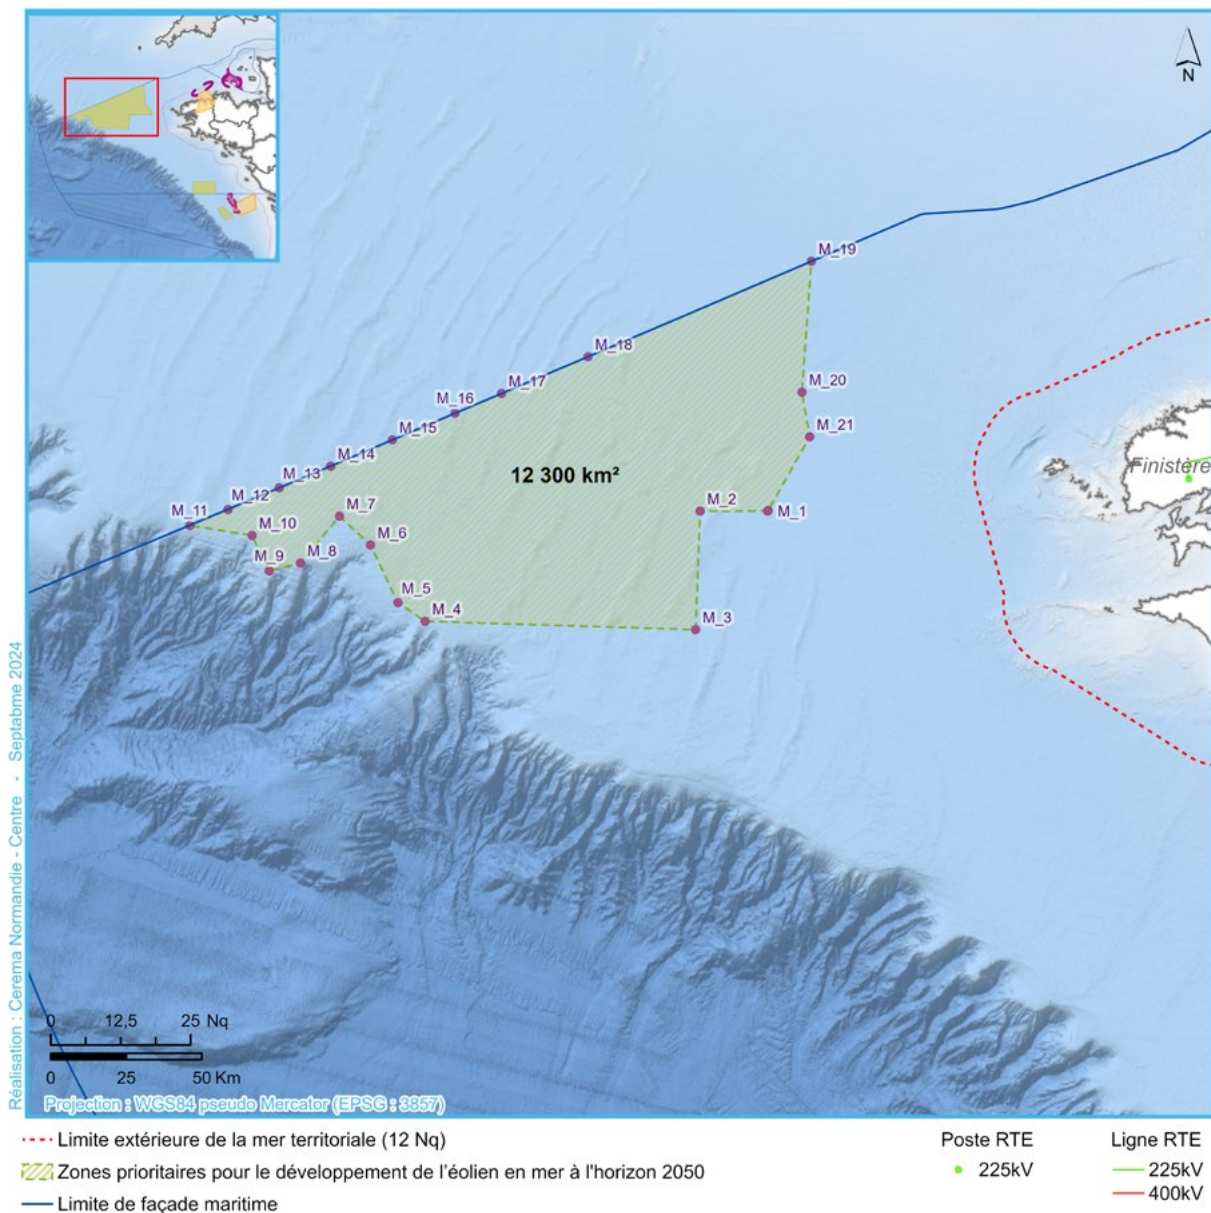 N
M_19
M_18
M_17
M_20
M_16
M_15
M_21
M_14
M_13
M_12
M_11
M_10
M_7
M_2
M_1
M_6
M_8
M_9
M_5
M_4
M_3
12 300 km²
Finistère
Réalisation : Cerema Normandie - Centre - Septabme 2024
0 12,5 25 Nq
0 25 50 Km
Projection : WGS84 pseudo Mercator (EPSG : 3857)
Limite extérieure de la mer territoriale (12 Nq)
Zones prioritaires pour le développement de l'éolien en mer à l'horizon 2050
Limite de façade maritime
Poste RTE
225kV
Ligne RTE
225kV
400kV